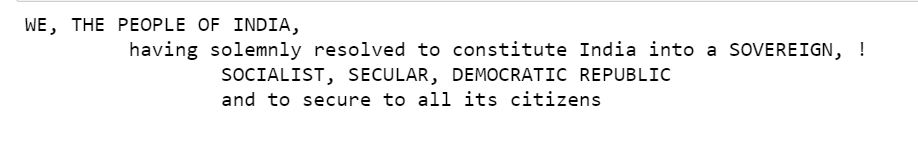 WE, THE PEOPLE OF INDIA,
having solemnly resolved to constitute India into a SOVEREIGN, !
SOCIALIST, SECULAR, DEMOCRATIC REPUBLIC
and to secure to all its citizens